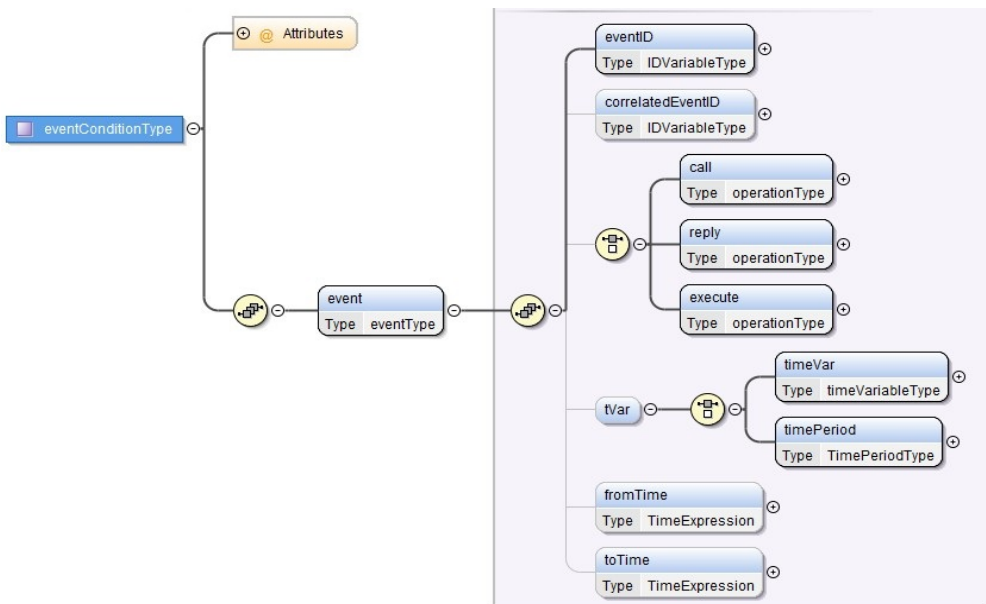 @ Attributes
eventConditionType
event
Type eventType
eventID
Type IDVariableType
correlatedEventID
Type IDVariableType
call
Type operationType
reply
Type operationType
execute
Type operationType
tVar
timeVar
Type timeVariableType
timePeriod
Type TimePeriodType
fromTime
Type TimeExpression
toTime
Type TimeExpression